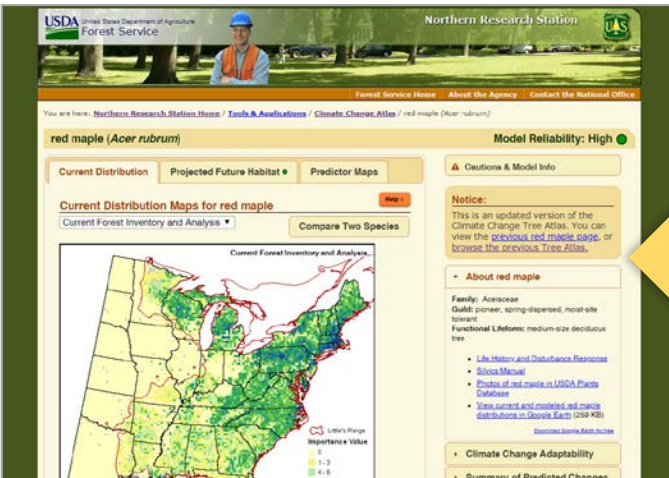 USDA United States Department of Agriculture
Forest Service
Northern Research Station
Forest Service Home About the Agency Contact the National Office
You are here: Northern Research Station Home / Tools & Applications / Climate Change Atlas / red maple (Acer rubrum)
red maple (Acer rubrum)
Model Reliability: High
Current Distribution Projected Future Habitat Predictor Maps
Current Distribution Maps for red maple
Help
Current Forest Inventory and Analysis
Compare Two Species
Current Forest Inventory and Analysis
Little's Range
Importance Value
0
1-3
4-6
Cautions & Model Info
Notice:
This is an updated version of the
Climate Change Tree Atlas. You can
view the previous red maple page, or
browse the previous Tree Atlas.
About red maple
Family: Aceraceae
Guild: pioneer, spring-dispersed, moist-site
tolerant
Functional Lifeform: medium-size deciduous
tree
Life History and Disturbance Response
Silvics Manual
Photos of red maple in USDA Plants
Database
View current and modeled red maple
distributions in Google Earth (259 KB)
Download Google Earth for free
Climate Change Adaptability
Summary of Predicted Changes